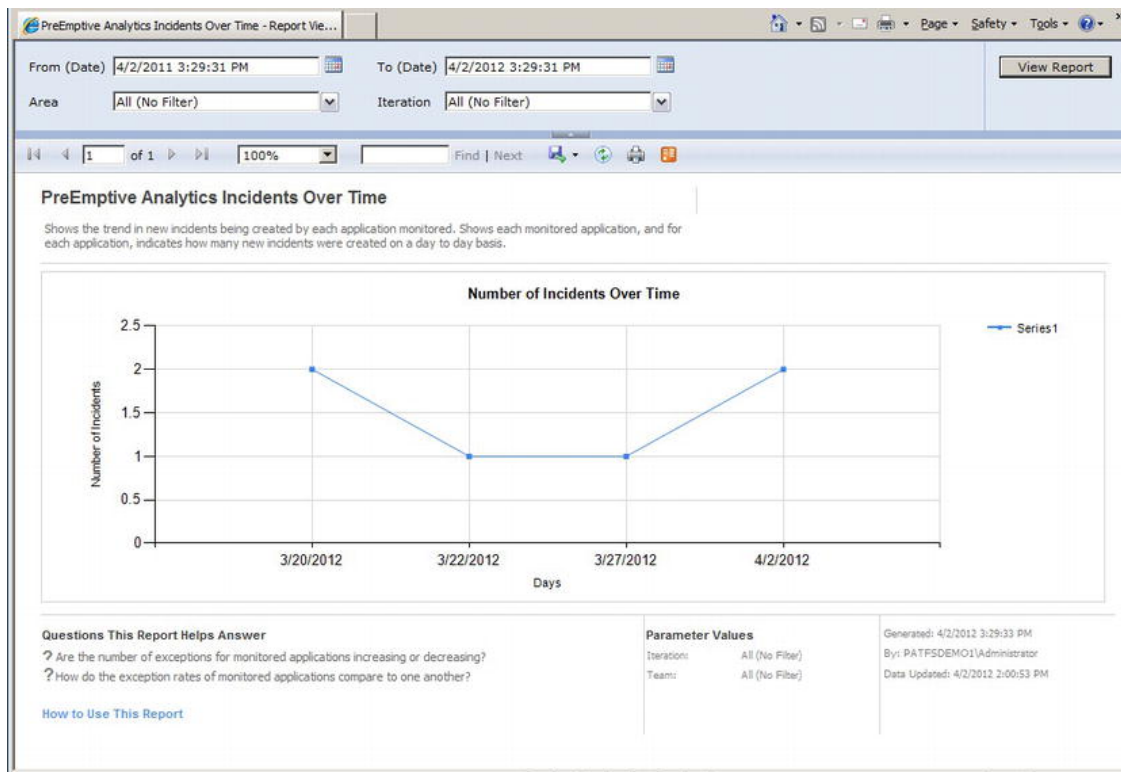 PreEmptive Analytics Incidents Over Time - Report Vie...
Page
Safety
Tools
From (Date) 4/2/2011 3:29:31 PM
To (Date) 4/2/2012 3:29:31 PM
View Report
Area All (No Filter)
Iteration All (No Filter)
1 of 1
100%
Find | Next
PreEmptive Analytics Incidents Over Time
Shows the trend in new incidents being created by each application monitored. Shows each monitored application, and for
each application, indicates how many new incidents were created on a day to day basis.
Number of Incidents Over Time
2.5
2
1.5
1
0.5
0
Number of Incidents
3/20/2012
3/22/2012
3/27/2012
4/2/2012
Days
Series1
Questions This Report Helps Answer
? Are the number of exceptions for monitored applications increasing or decreasing?
? How do the exception rates of monitored applications compare to one another?
How to Use This Report
Parameter Values
Iteration: All (No Filter)
Team: All (No Filter)
Generated: 4/2/2012 3:29:33 PM
By: PATFSDEMO1\Administrator
Data Updated: 4/2/2012 2:00:53 PM